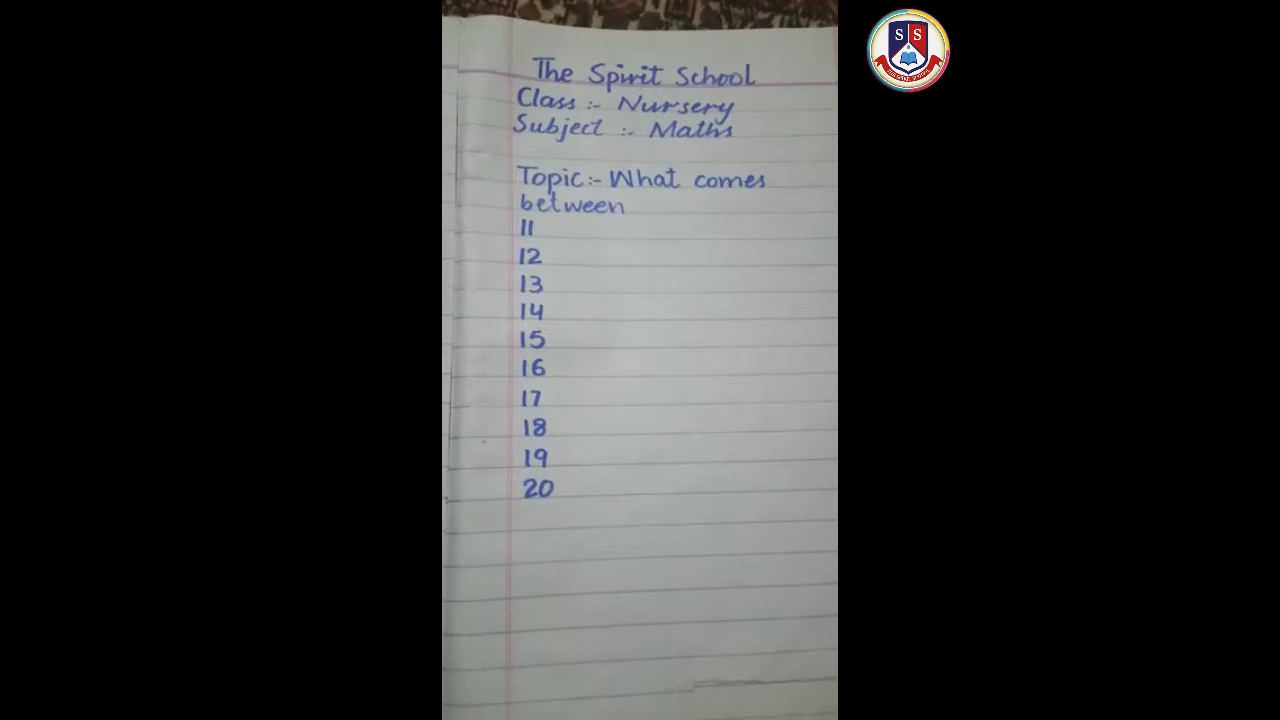 The Spirit School
Class :- Nursery
Subject :- Maths
Topic:- What comes
between
11
12
13
14
15
16
17
18
19
20
S S